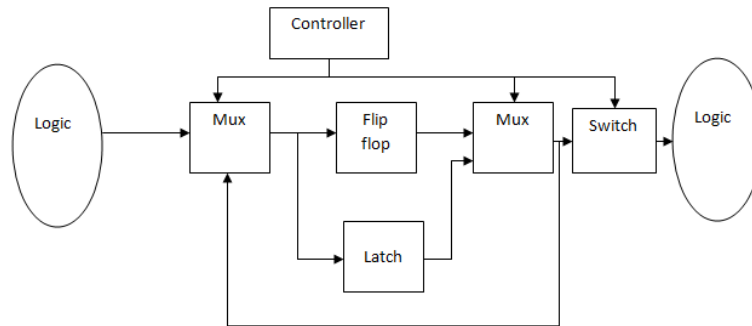 Controller
Logic
Mux
Flip
flop
Mux
Switch
Logic
Latch